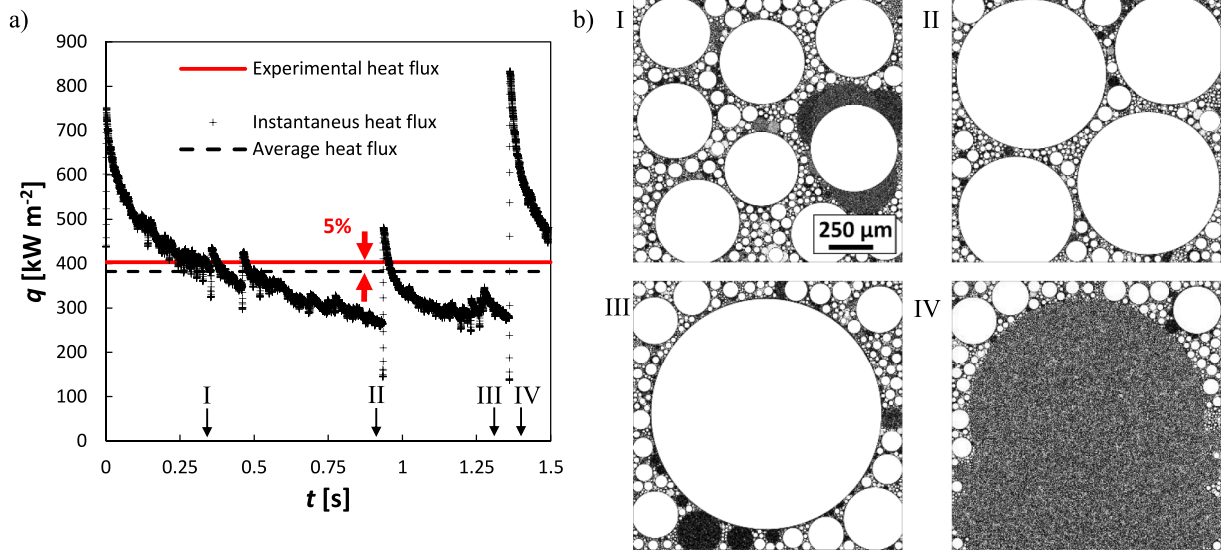 a)
900
800
700
600
500
400
300
200
100
0
q [kW m⁻²]
Experimental heat flux
Instantaneus heat flux
Average heat flux
5%
I
II
III
IV
0
0.25
0.5
0.75
1
1.25
1.5
t [s]
b)
I
250 μm
II
III
IV